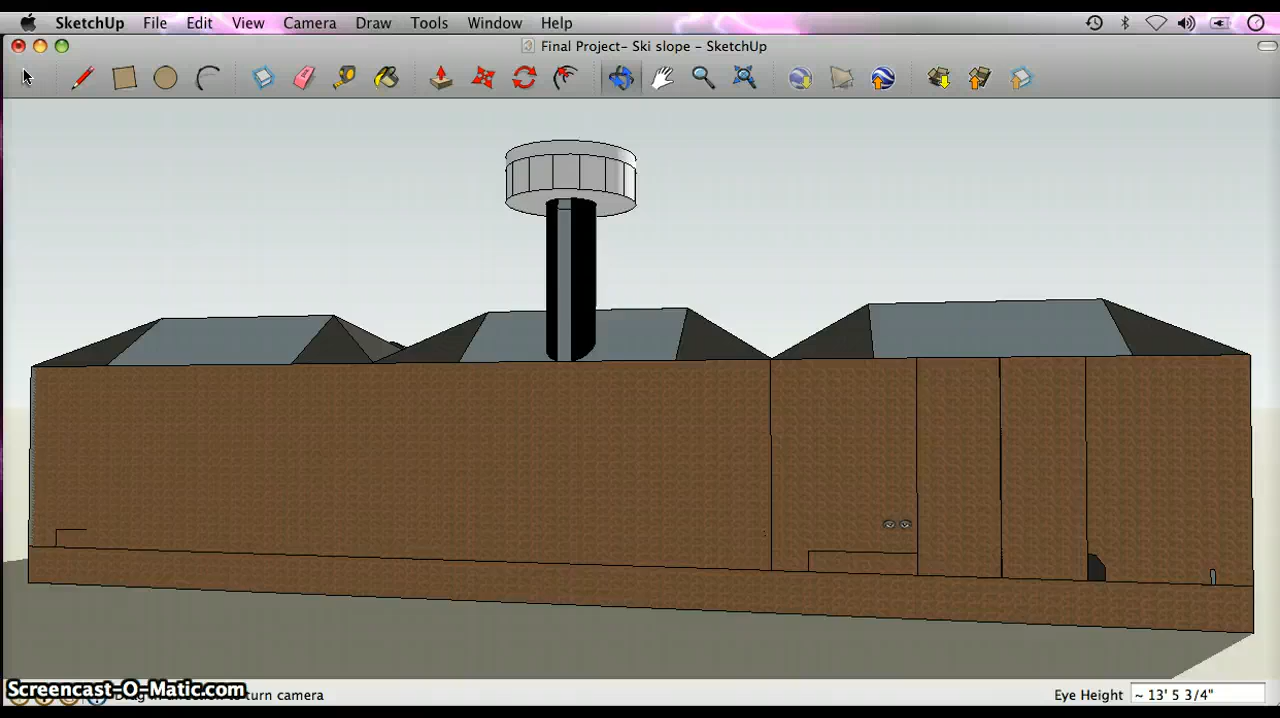 SketchUp File Edit View Camera Draw Tools Window Help
Final Project- Ski slope - SketchUp
Screencast-O-Matic.com to turn camera
Eye Height ~ 13' 5 3/4"